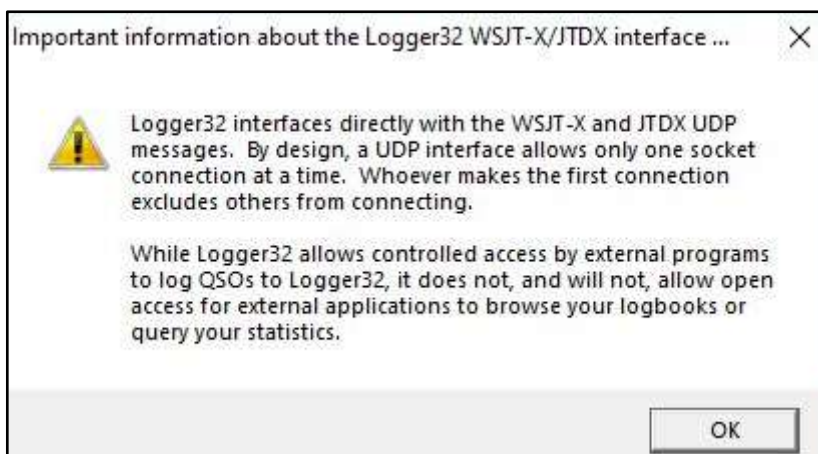 Important information about the Logger32 WSJT-X/JTDX interface ...
Logger32 interfaces directly with the WSJT-X and JTDX UDP
messages. By design, a UDP interface allows only one socket
connection at a time. Whoever makes the first connection
excludes others from connecting.
While Logger32 allows controlled access by external programs
to log QSOs to Logger32, it does not, and will not, allow open
access for external applications to browse your logbooks or
query your statistics.
OK